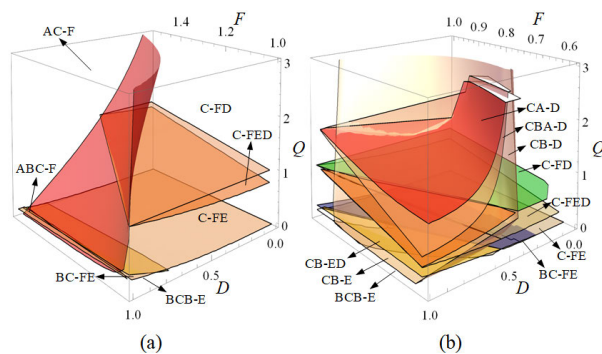 AC-F
1.4
F
1.2
1.0
3
C-FD
2
C-FED
Q
ABC-F
1
C-FE
0
0.0
BC-FE
0.5
BCB-E
D
1.0
(a)
1.0
0.9
F
0.8
0.7
0.6
3
CA-D
CBA-D
2
CB-D
Q
C-FD
1
C-FED
0
0.0
C-FE
CB-ED
0.5
BC-FE
CB-E
D
BCB-E
1.0
(b)